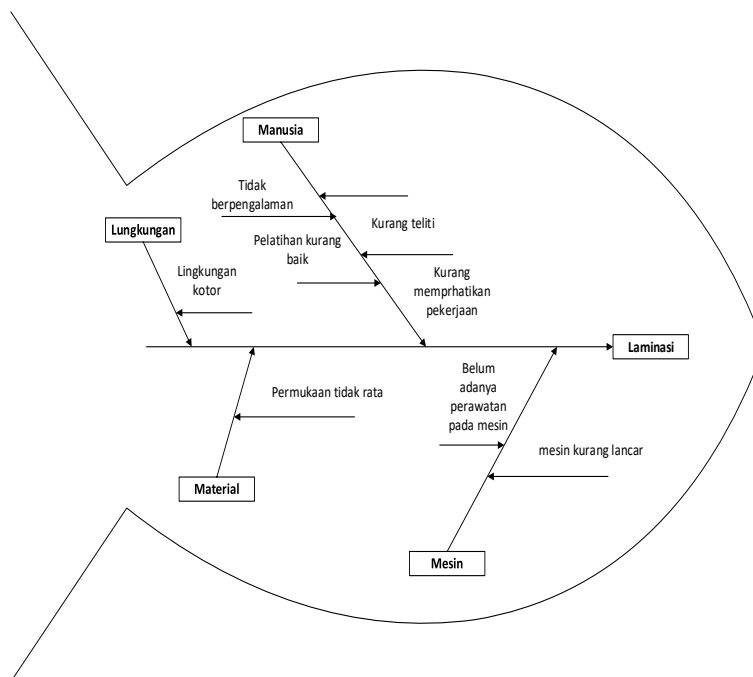 Manusia
Tidak
berpengalaman
Kurang teliti
Lungkungan
Pelatihan kurang
baik
Lingkungan
kotor
Kurang
memprhatikan
pekerjaan
Laminasi
Belum
adanya
perawatan
pada mesin
Permukaan tidak rata
mesin kurang lancar
Material
Mesin